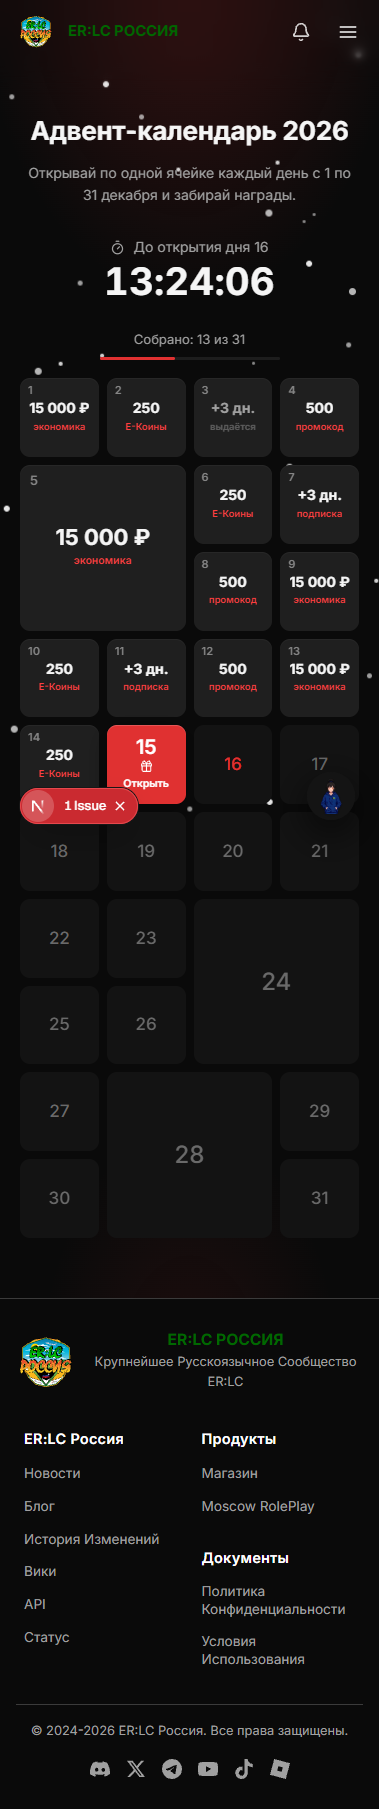 ER:LC РОССИЯ
Адвент-календарь 2026
Открывай по одной ячейке каждый день с 1 по
31 декабря и забирай награды.
До открытия дня 16
13:24:06
Собрано: 13 из 31
1
15 000 ₽
экономика
2
250
Е-Коины
3
+3 дн.
выдаётся
4
500
промокод
5
15 000 ₽
экономика
6
250
Е-Коины
7
+3 дн.
подписка
8
500
промокод
9
15 000 ₽
экономика
10
250
Е-Коины
11
+3 дн.
подписка
12
500
промокод
13
15 000 ₽
экономика
14
250
Е-Коины
15
Открыть
16
17
N 1 Issue
18
19
20
21
22
23
24
25
26
27
28
29
30
31
ER:LC РОССИЯ
ER:LC РОССИЯ
Крупнейшее Русскоязычное Сообщество
ER:LC
ER:LC Россия
Новости
Блог
История Изменений
Вики
API
Статус
Продукты
Магазин
Moscow RolePlay
Документы
Политика
Конфиденциальности
Условия
Использования
© 2024-2026 ER:LC Россия. Все права защищены.